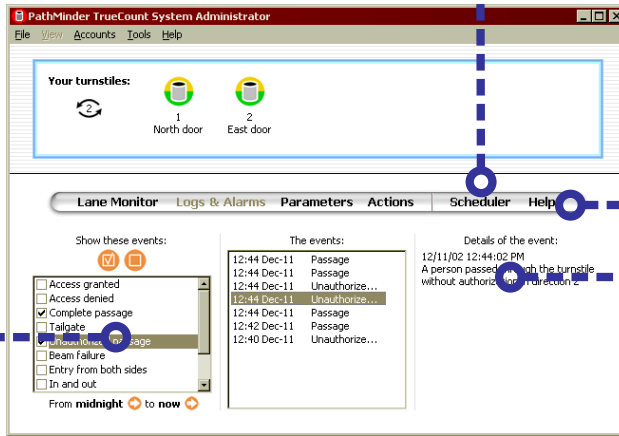 PathMinder TrueCount System Administrator
File View Accounts Tools Help
Your turnstiles:
2
1
North door
2
East door
Lane Monitor Logs & Alarms Parameters Actions Scheduler Help
Show these events:
Access granted
Access denied
Complete passage
Tailgate
Unauthorized passage
Beam failure
Entry from both sides
In and out
From midnight to now
The events:
12:44 Dec-11 Passage
12:44 Dec-11 Passage
12:44 Dec-11 Unauthorize...
12:44 Dec-11 Unauthorize...
12:44 Dec-11 Passage
12:42 Dec-11 Passage
12:40 Dec-11 Unauthorize...
Details of the event:
12/11/02 12:44:02 PM
A person passed through the turnstile
without authorization in direction 2